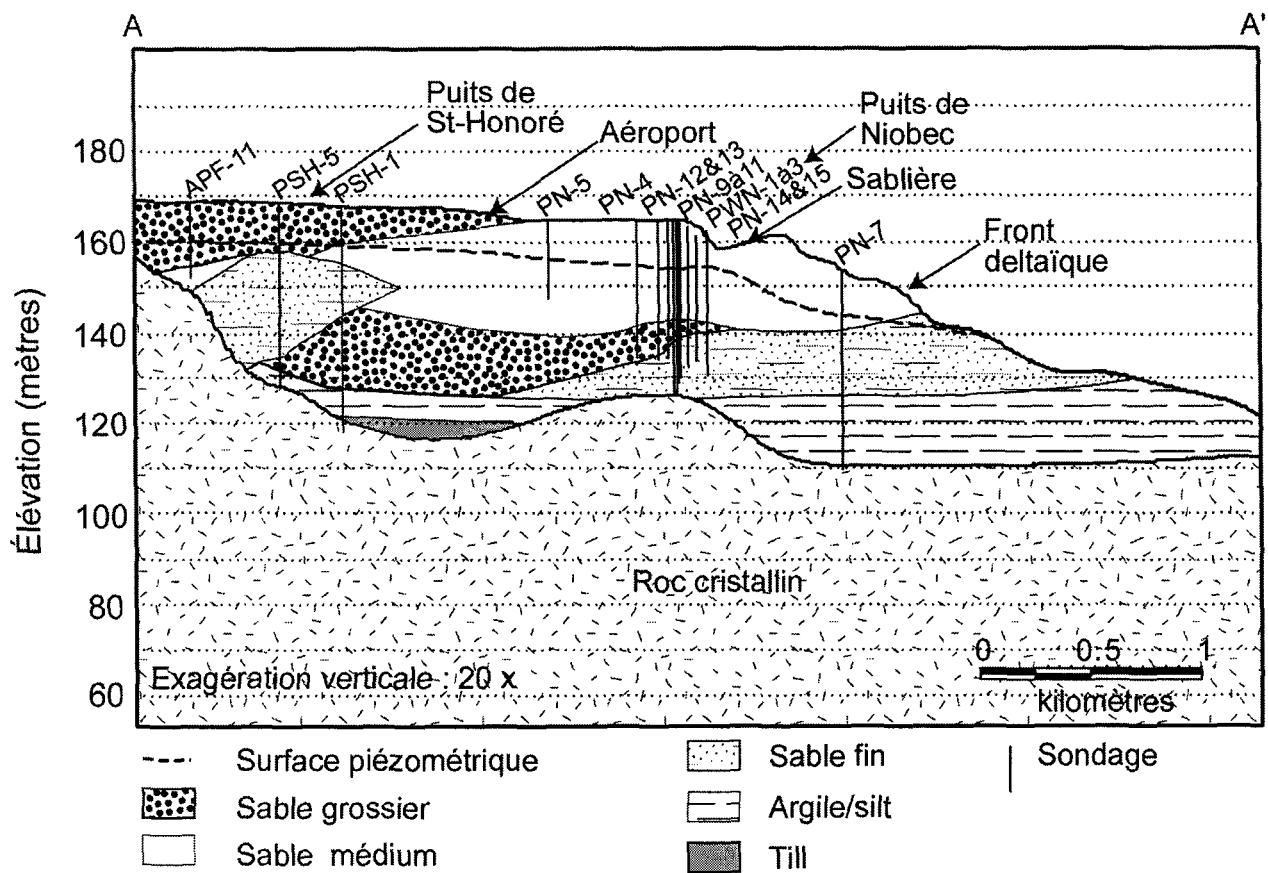 A A'
Puits de
St-Honoré
Aéroport
Puits de
Niobec
Sablière
Front
deltaïque
APF-11
PSH-5
PSH-1
PN-5
PN-4
PN-12&13
PN-9à11
PWN-1à3
PN-14&15
PN-7
Élévation (mètres)
180
160
140
120
100
80
60
Roc cristallin
Exagération verticale : 20 x
0 0.5 1
kilomètres
Surface piézométrique
Sable grossier
Sable médium
Sable fin
Argile/silt
Till
Sondage